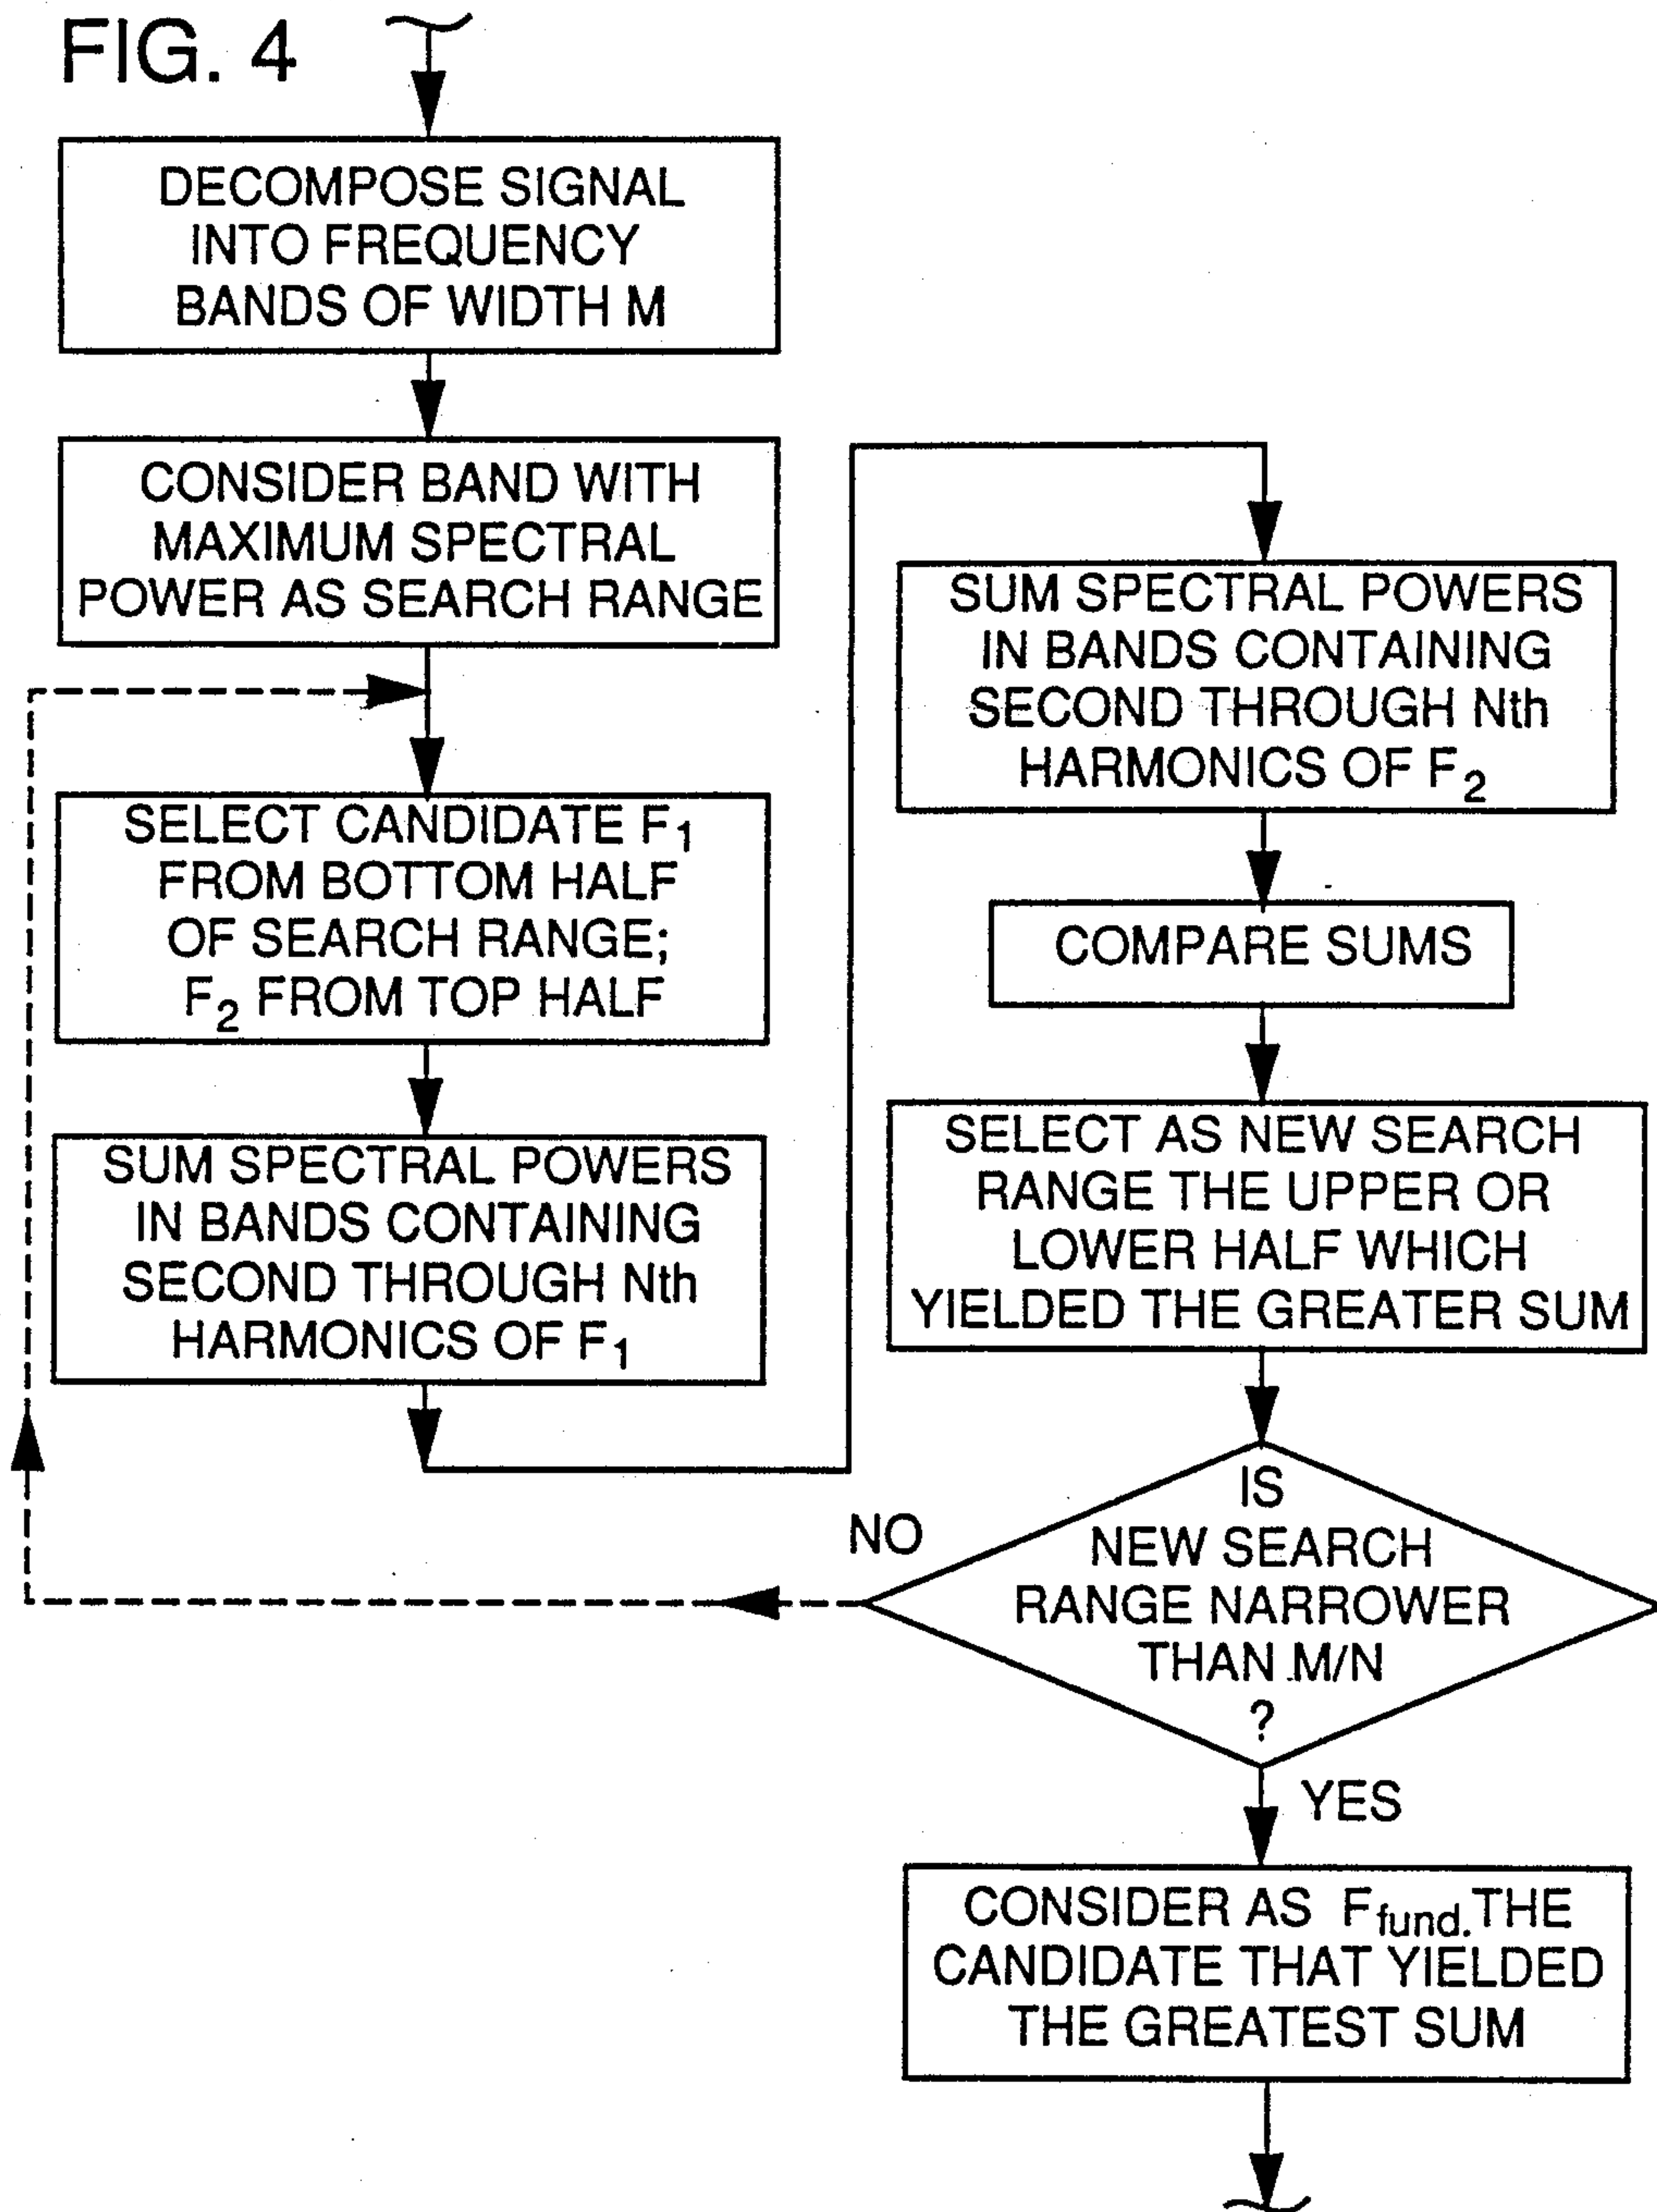 FIG. 4
DECOMPOSE SIGNAL
INTO FREQUENCY
BANDS OF WIDTH M
CONSIDER BAND WITH
MAXIMUM SPECTRAL
POWER AS SEARCH RANGE
SELECT CANDIDATE F1
FROM BOTTOM HALF
OF SEARCH RANGE;
F2 FROM TOP HALF
SUM SPECTRAL POWERS
IN BANDS CONTAINING
SECOND THROUGH Nth
HARMONICS OF F1
SUM SPECTRAL POWERS
IN BANDS CONTAINING
SECOND THROUGH Nth
HARMONICS OF F2
COMPARE SUMS
SELECT AS NEW SEARCH
RANGE THE UPPER OR
LOWER HALF WHICH
YIELDED THE GREATER SUM
IS
NEW SEARCH
RANGE NARROWER
THAN M/N
?
NO
YES
CONSIDER AS Ffund. THE
CANDIDATE THAT YIELDED
THE GREATEST SUM